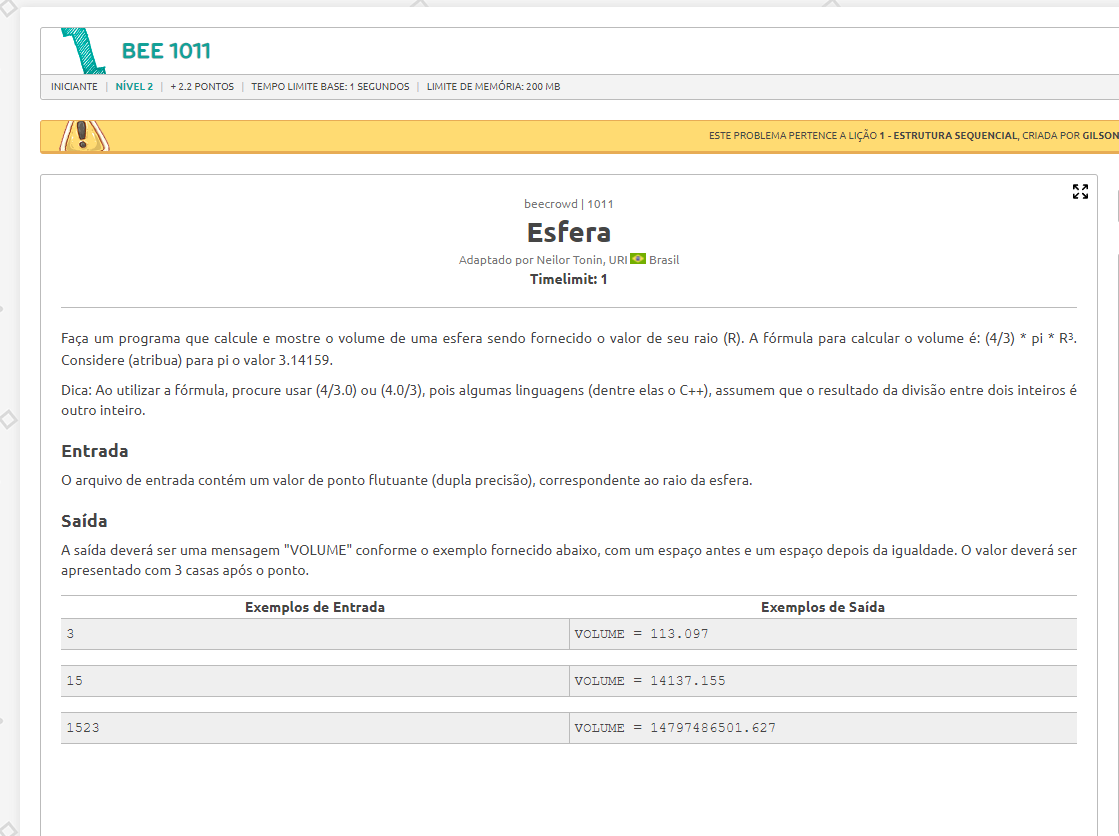 BEE 1011
INICIANTE | NÍVEL 2 | + 2.2 PONTOS | TEMPO LIMITE BASE: 1 SEGUNDOS | LIMITE DE MEMÓRIA: 200 MB
ESTE PROBLEMA PERTENCE A LIÇÃO 1 - ESTRUTURA SEQUENCIAL, CRIADA POR GILSON
beecrowd | 1011
Esfera
Adaptado por Neilor Tonin, URI Brasil
Timelimit: 1
Faça um programa que calcule e mostre o volume de uma esfera sendo fornecido o valor de seu raio (R). A fórmula para calcular o volume é: (4/3) * pi * R³.
Considere (atribua) para pi o valor 3.14159.
Dica: Ao utilizar a fórmula, procure usar (4/3.0) ou (4.0/3), pois algumas linguagens (dentre elas o C++), assumem que o resultado da divisão entre dois inteiros é
outro inteiro.
Entrada
O arquivo de entrada contém um valor de ponto flutuante (dupla precisão), correspondente ao raio da esfera.
Saída
A saída deverá ser uma mensagem "VOLUME" conforme o exemplo fornecido abaixo, com um espaço antes e um espaço depois da igualdade. O valor deverá ser
apresentado com 3 casas após o ponto.
Exemplos de Entrada Exemplos de Saída
3 VOLUME = 113.097
15 VOLUME = 14137.155
1523 VOLUME = 14797486501.627